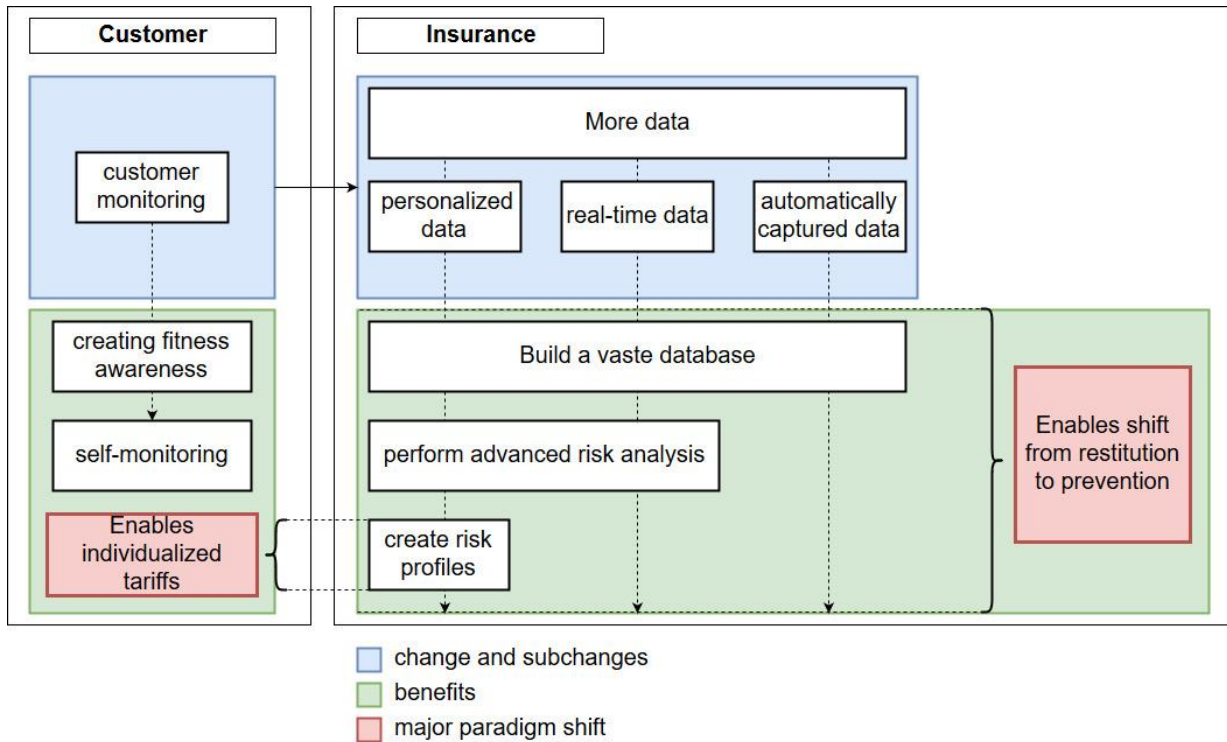 Customer
Insurance
customer
monitoring
More data
personalized
data
real-time data
automatically
captured data
creating fitness
awareness
self-monitoring
Enables
individualized
tariffs
Build a vaste database
perform advanced risk analysis
create risk
profiles
Enables shift
from restitution
to prevention
change and subchanges
benefits
major paradigm shift